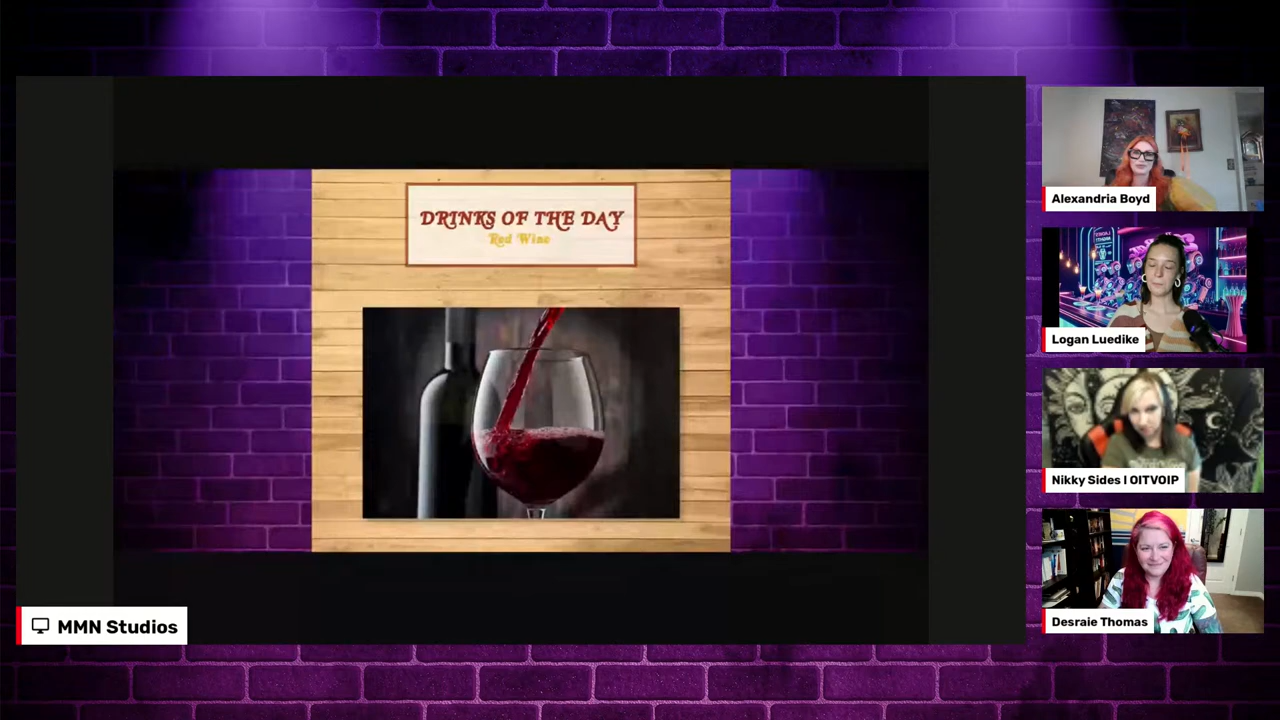 DRINKS OF THE DAY
Red Wine
MMN Studios
Alexandria Boyd
Logan Luedike
Nikky Sides | OITVOIP
Desraie Thomas